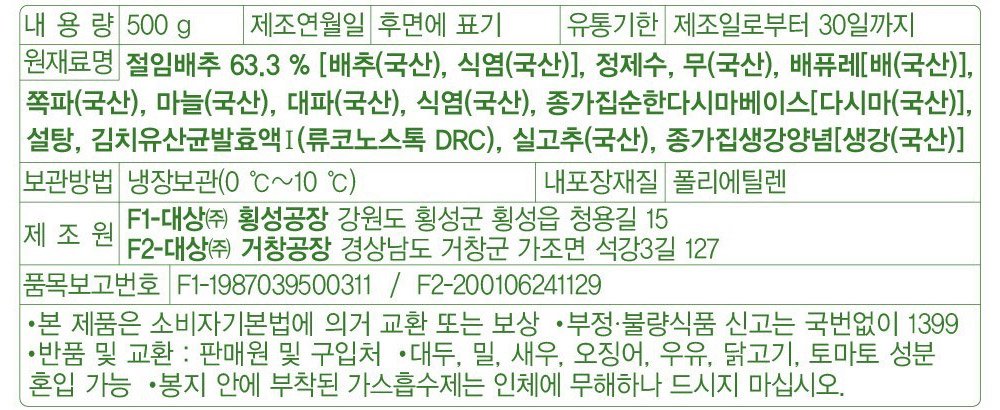 내 용 량 500 g 제조연월일 후면에 표기 유통기한 제조일로부터 30일까지
원재료명 절임배추 63.3 % [배추(국산), 식염(국산)], 정제수, 무(국산), 배퓨레[배(국산)],
쪽파(국산), 마늘(국산), 대파(국산), 식염(국산), 종가집순한다시마베이스[다시마(국산)],
설탕, 김치유산균발효액Ⅰ(류코노스톡 DRC), 실고추(국산), 종가집생강양념[생강(국산)]
보관방법 냉장보관(0 ℃~10 ℃) 내포장재질 폴리에틸렌
제 조 원 F1-대상㈜ 횡성공장 강원도 횡성군 횡성읍 청용길 15
F2-대상㈜ 거창공장 경상남도 거창군 가조면 석강3길 127
품목보고번호 F1-1987039500311 / F2-200106241129
•본 제품은 소비자기본법에 의거 교환 또는 보상 •부정·불량식품 신고는 국번없이 1399
•반품 및 교환 : 판매원 및 구입처 •대두, 밀, 새우, 오징어, 우유, 닭고기, 토마토 성분
혼입 가능 •봉지 안에 부착된 가스흡수제는 인체에 무해하나 드시지 마십시오.